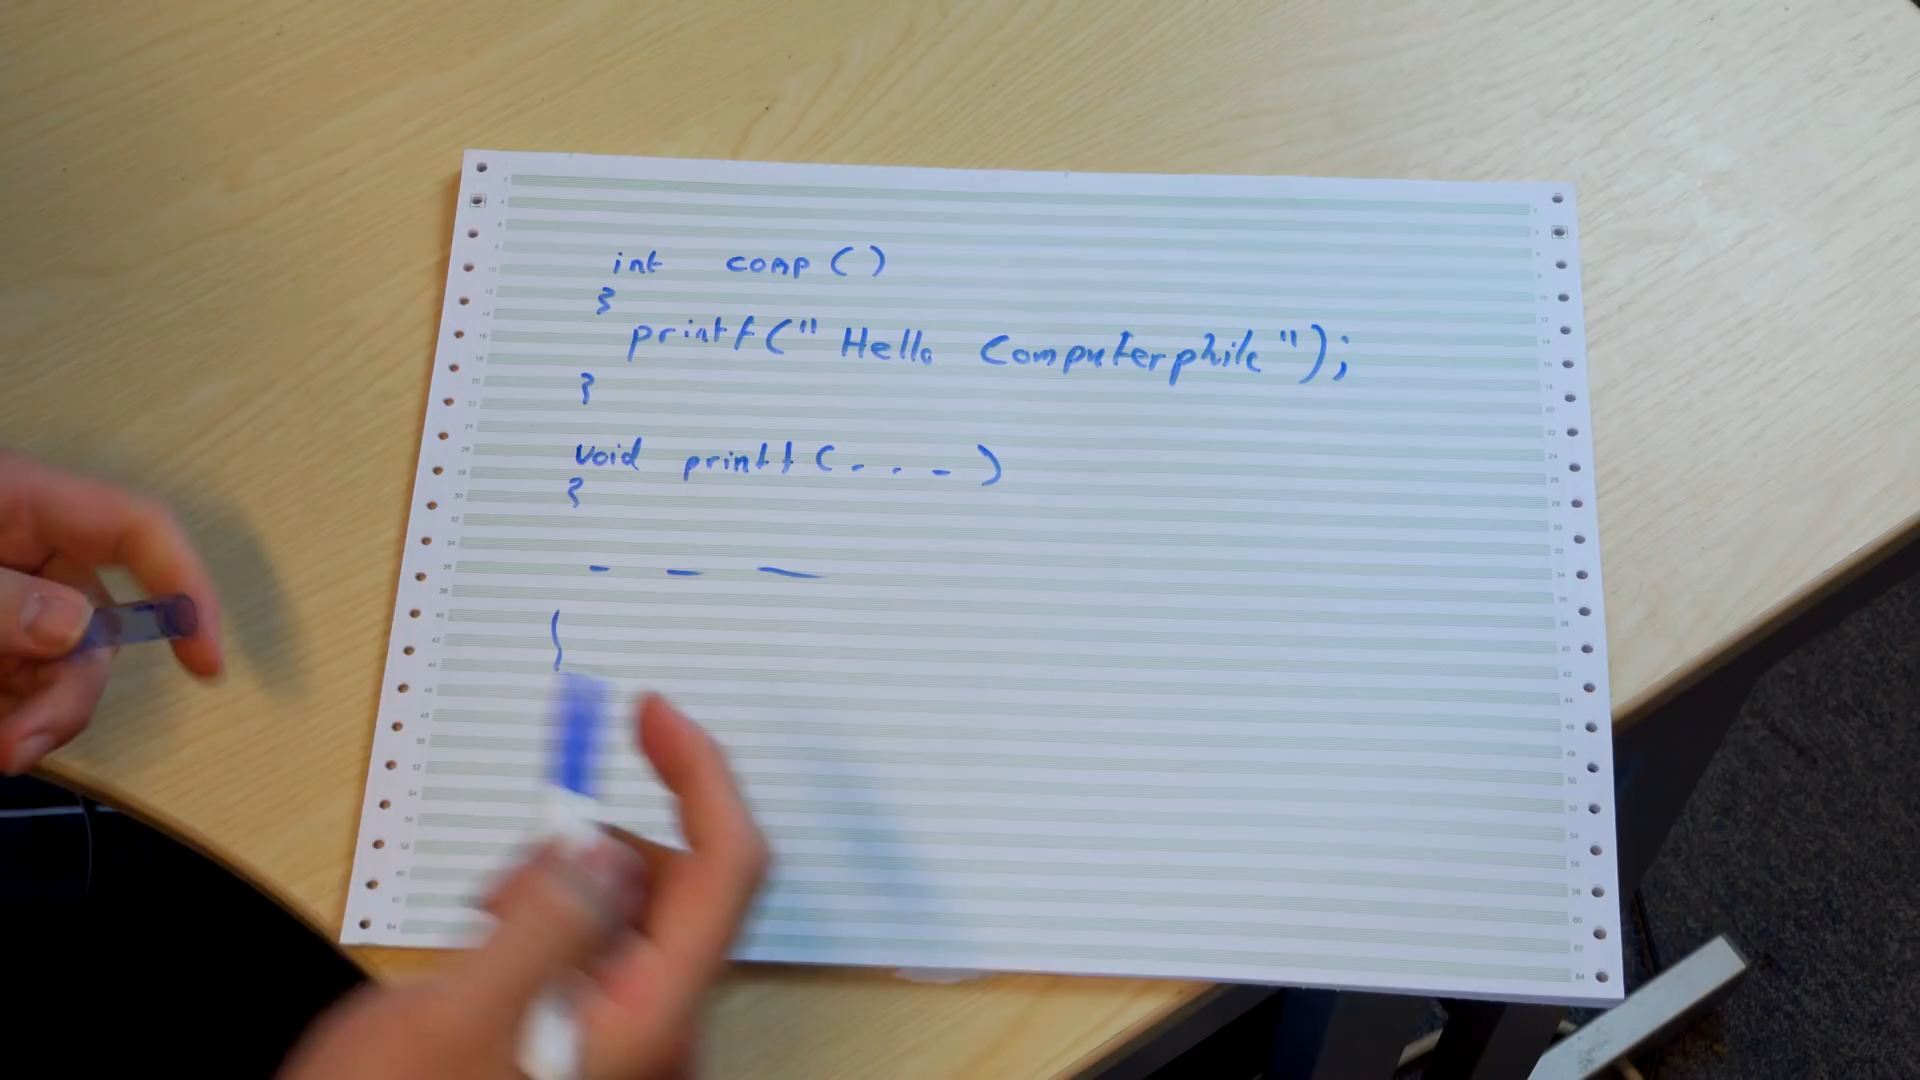 int comp ()
{
printf (" Hello Computerphile ");
}
void printf ( . . . )
{
- - -
}